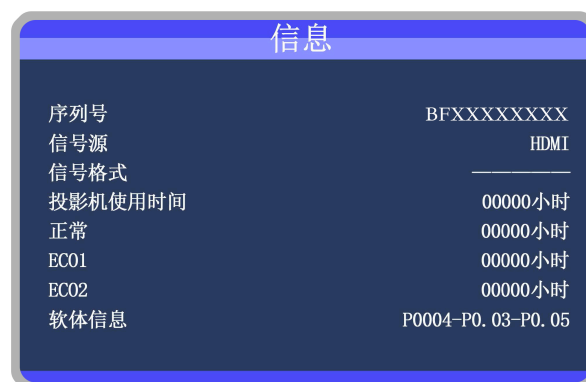 信息
序列号 BFXXXXXXXX
信号源 HDMI
信号格式 —————
投影机使用时间 00000小时
正常 00000小时
ECO1 00000小时
ECO2 00000小时
软体信息 P0004-P0.03-P0.05